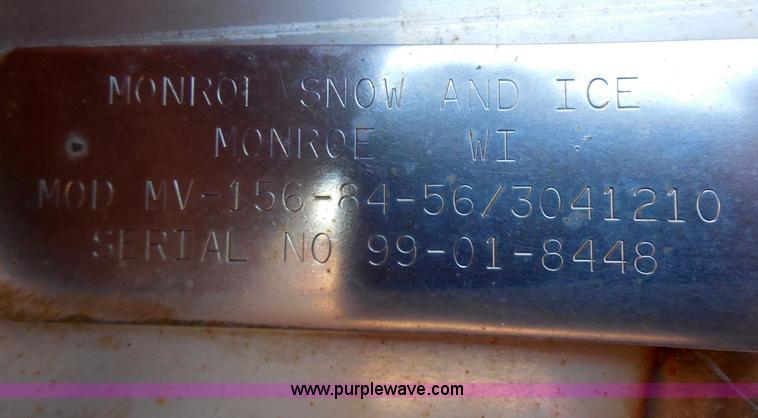 MONROE SNOW AND ICE
MONROE WI
MOD MV-156-84-56/3041210
SERIAL NO 99-01-8448
www.purplewave.com